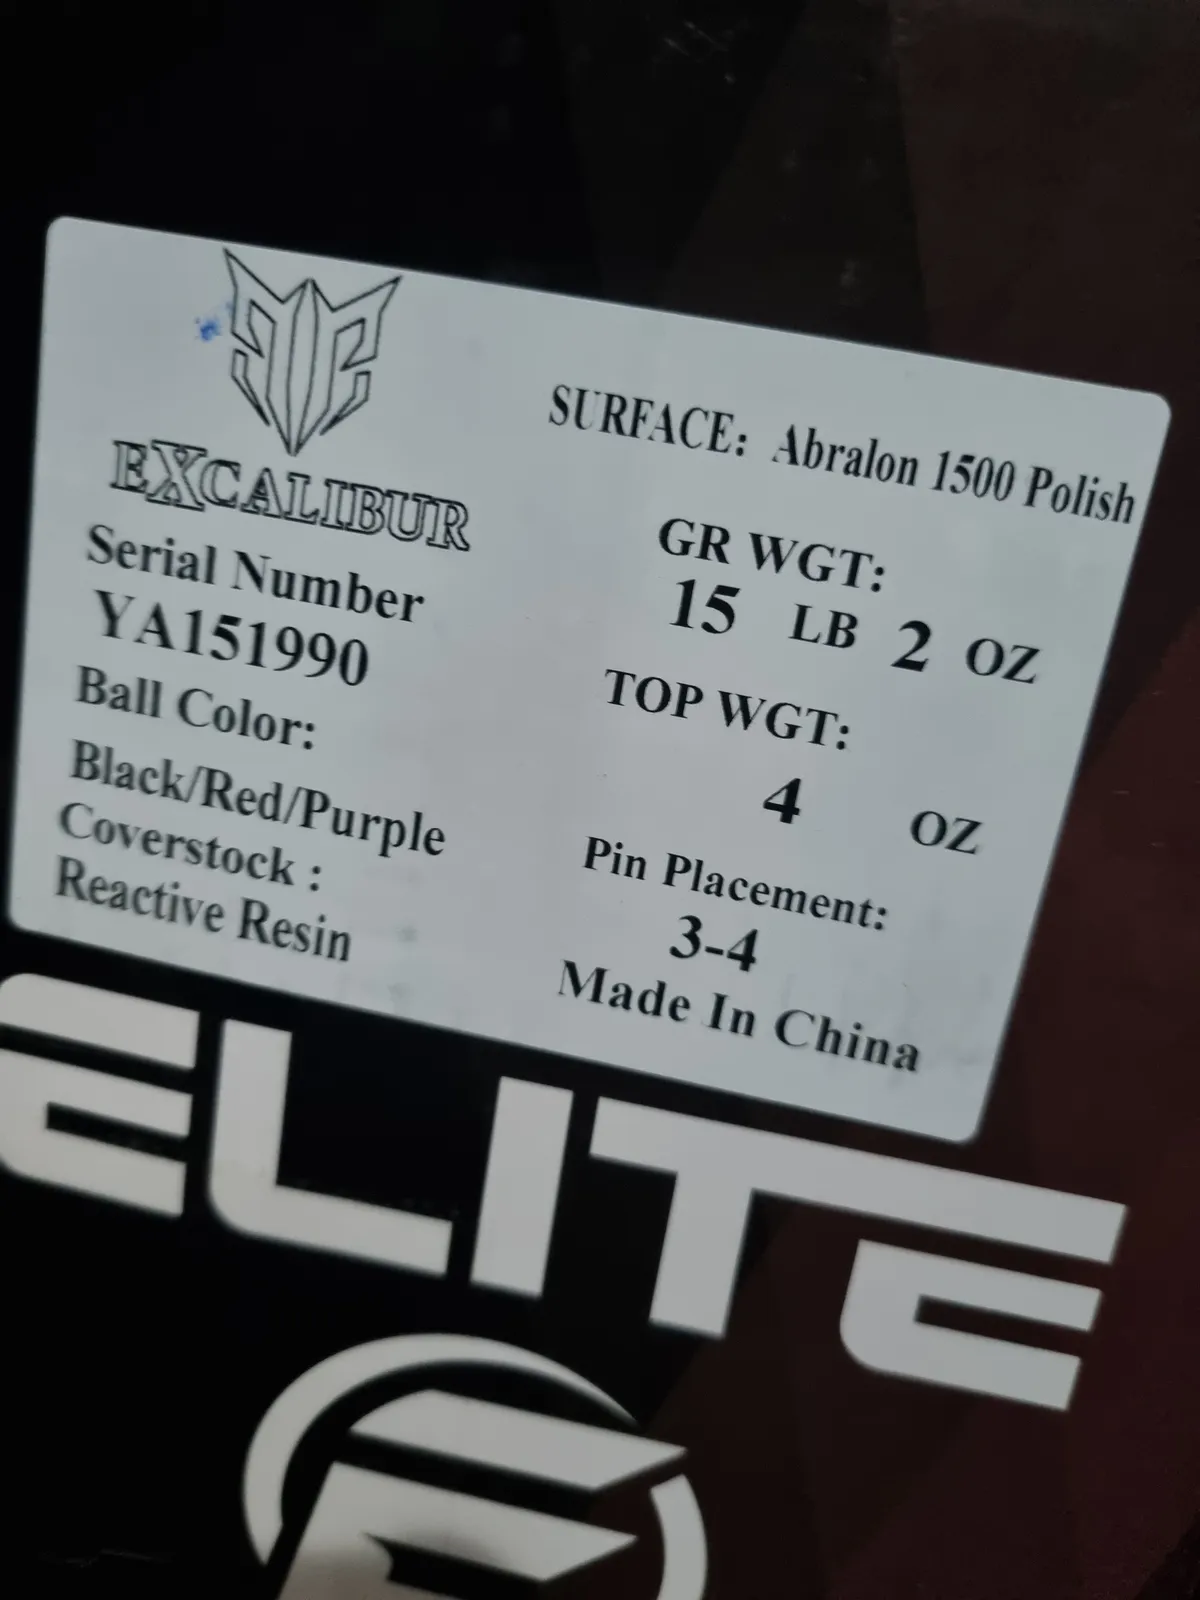 EXCALIBUR
Serial Number
YA151990
Ball Color:
Black/Red/Purple
Coverstock :
Reactive Resin
SURFACE: Abralon 1500 Polish
GR WGT:
15 LB 2 OZ
TOP WGT:
4 OZ
Pin Placement:
3-4
Made In China
ELITE